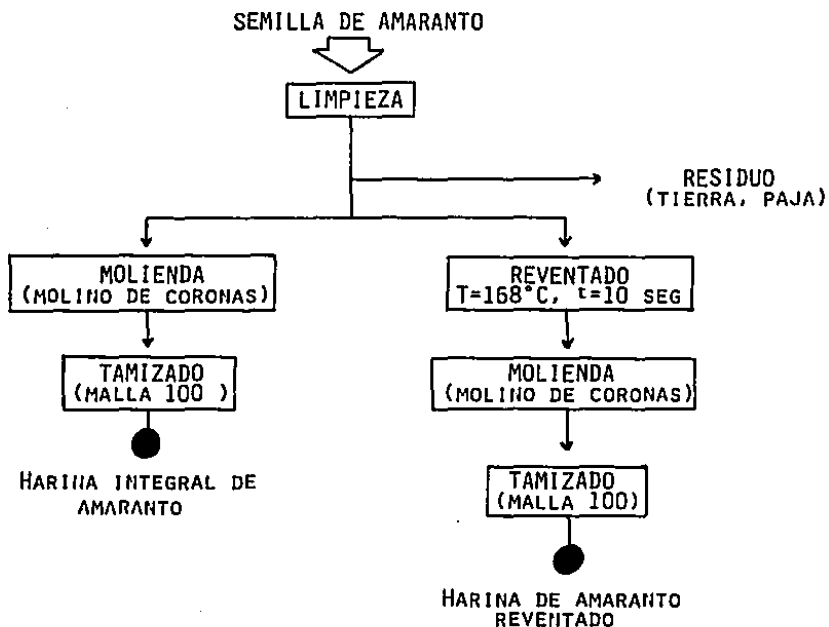 SEMILLA DE AMARANTO
LIMPIEZA
RESIDUO
(TIERRA, PAJA)
MOLIENDA
(MOLINO DE CORONAS)
TAMIZADO
(MALLA 100 )
HARINA INTEGRAL DE
AMARANTO
REVENTADO
T=168°C, t=10 SEG
MOLIENDA
(MOLINO DE CORONAS)
TAMIZADO
(MALLA 100)
HARINA DE AMARANTO
REVENTADO